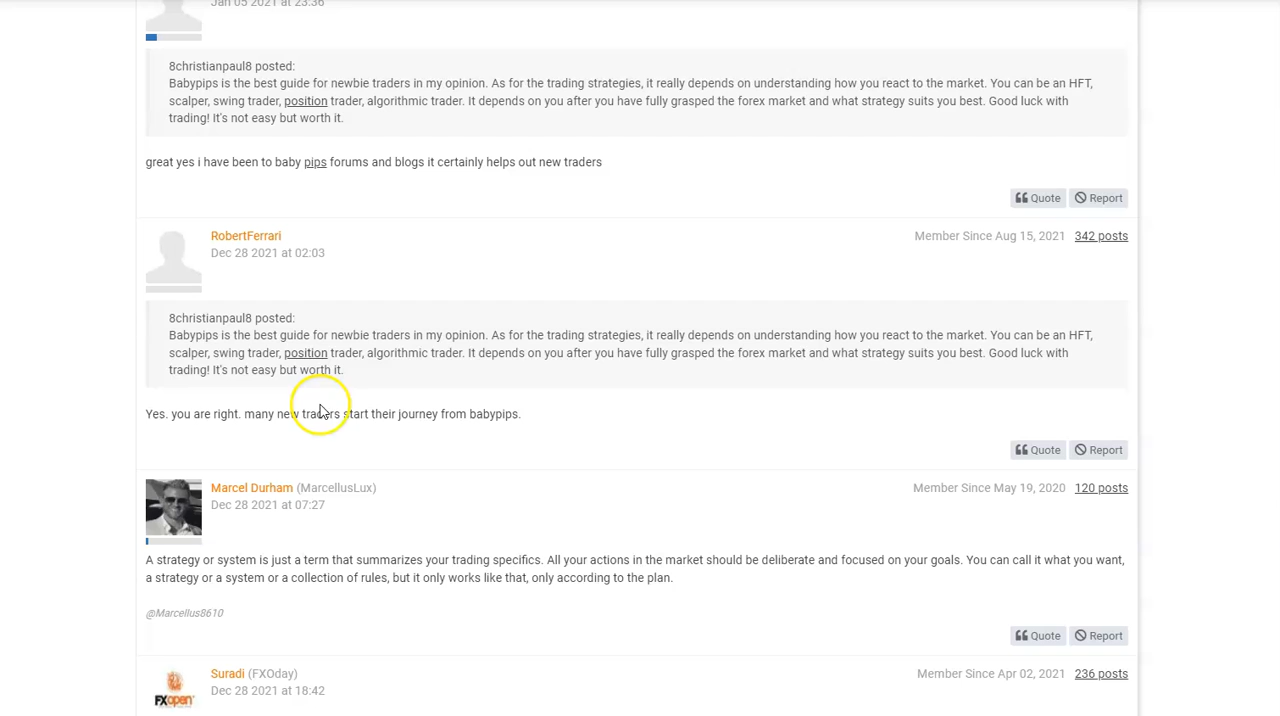 Jan 05 2021 at 23:36
8christianpaul8 posted:
Babypips is the best guide for newbie traders in my opinion. As for the trading strategies, it really depends on understanding how you react to the market. You can be an HFT,
scalper, swing trader, position trader, algorithmic trader. It depends on you after you have fully grasped the forex market and what strategy suits you best. Good luck with
trading! It's not easy but worth it.
great yes i have been to baby pips forums and blogs it certainly helps out new traders
Quote Report
RobertFerrari Member Since Aug 15, 2021 342 posts
Dec 28 2021 at 02:03
8christianpaul8 posted:
Babypips is the best guide for newbie traders in my opinion. As for the trading strategies, it really depends on understanding how you react to the market. You can be an HFT,
scalper, swing trader, position trader, algorithmic trader. It depends on you after you have fully grasped the forex market and what strategy suits you best. Good luck with
trading! It's not easy but worth it.
Yes. you are right. many new traders start their journey from babypips.
Quote Report
Marcel Durham (MarcellusLux) Member Since May 19, 2020 120 posts
Dec 28 2021 at 07:27
A strategy or system is just a term that summarizes your trading specifics. All your actions in the market should be deliberate and focused on your goals. You can call it what you want,
a strategy or a system or a collection of rules, but it only works like that, only according to the plan.
@Marcellus8610
Quote Report
Suradi (FXOday) Member Since Apr 02, 2021 236 posts
Dec 28 2021 at 18:42
FXopen